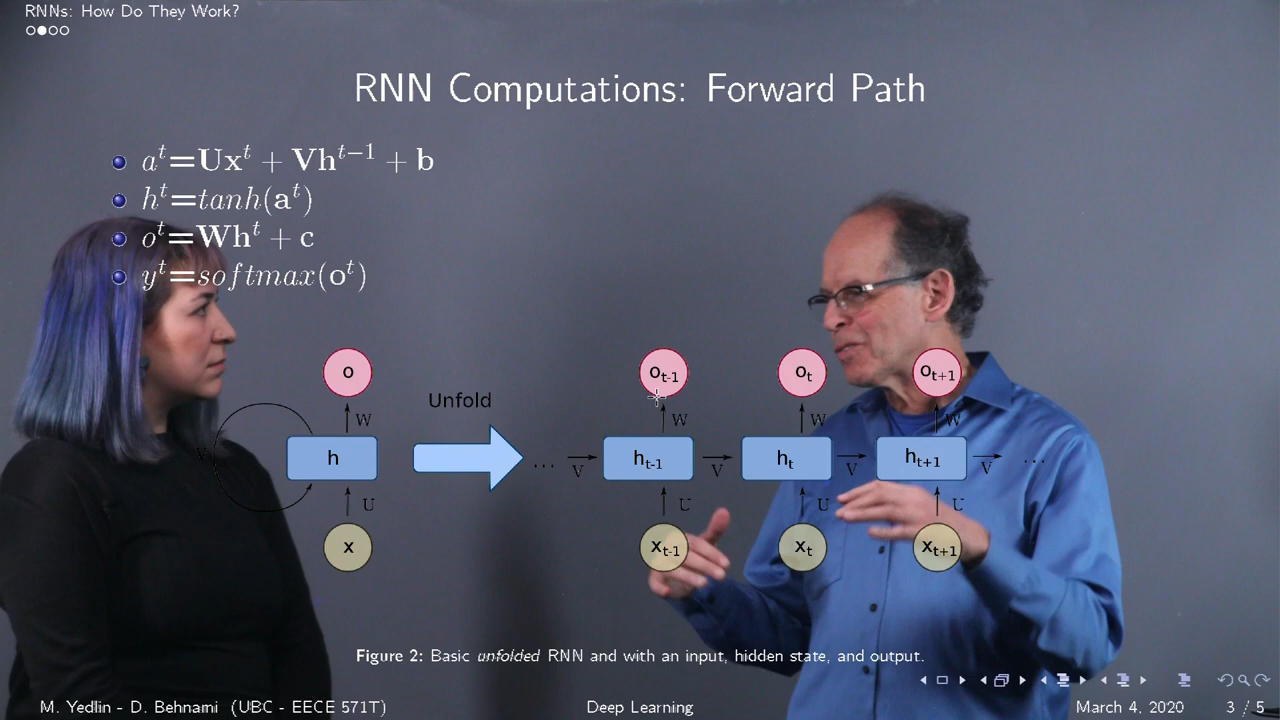 RNNs: How Do They Work?
RNN Computations: Forward Path
a^t=Ux^t + Vh^{t−1} + b
h^t=tanh(a^t)
o^t=Wh^t + c
y^t=softmax(o^t)
o o_{t-1} o_t o_{t+1}
Unfold
W W W W
V h ... V h_{t-1} V h_t V h_{t+1} V ...
U U U U
x x_{t-1} x_t x_{t+1}
Figure 2: Basic unfolded RNN and with an input, hidden state, and output.
M. Yedlin - D. Behnami (UBC - EECE 571T) Deep Learning March 4, 2020 3 / 5